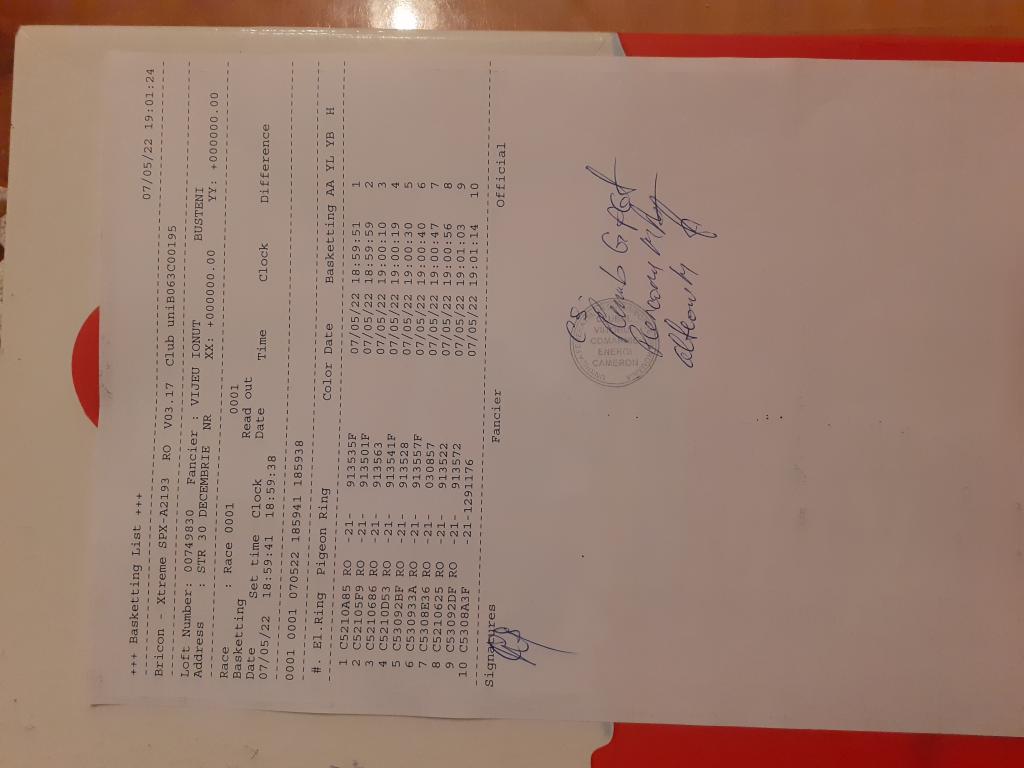 +++ Basketting List +++ 07/05/22 19:01:24
Bricon - Xtreme SPX-A2193 RO V03.17 Club uniB063C00195
Loft Number: 00749830 Fancier : VIJEU IONUT
Address : STR 30 DECEMBRIE NR BUSTENI
XX: +000000.00 YY: +000000.00
Race : Race 0001
Basketting 0001
Date Set time Clock Read out Date Time Clock Difference
07/05/22 18:59:41 18:59:38
0001 0001 070522 185941 185938
#. El.Ring Pigeon Ring Color Date Basketting AA YL YB H
1 C5210A85 RO -21- 913535F 07/05/22 18:59:51 1
2 C52105F9 RO -21- 913501F 07/05/22 18:59:59 2
3 C5210686 RO -21- 913563 07/05/22 19:00:10 3
4 C5210D53 RO -21- 913541F 07/05/22 19:00:19 4
5 C53092BF RO -21- 913528 07/05/22 19:00:30 5
6 C530933A RO -21- 913557F 07/05/22 19:00:40 6
7 C5308E36 RO -21- 030857 07/05/22 19:00:47 7
8 C5210625 RO -21- 913522 07/05/22 19:00:56 8
9 C53092DF RO -21- 913572 07/05/22 19:01:03 9
10 C5308A3F -21-1291176 07/05/22 19:01:14 10
Signatures Fancier Official
ENERGI
CAMERON